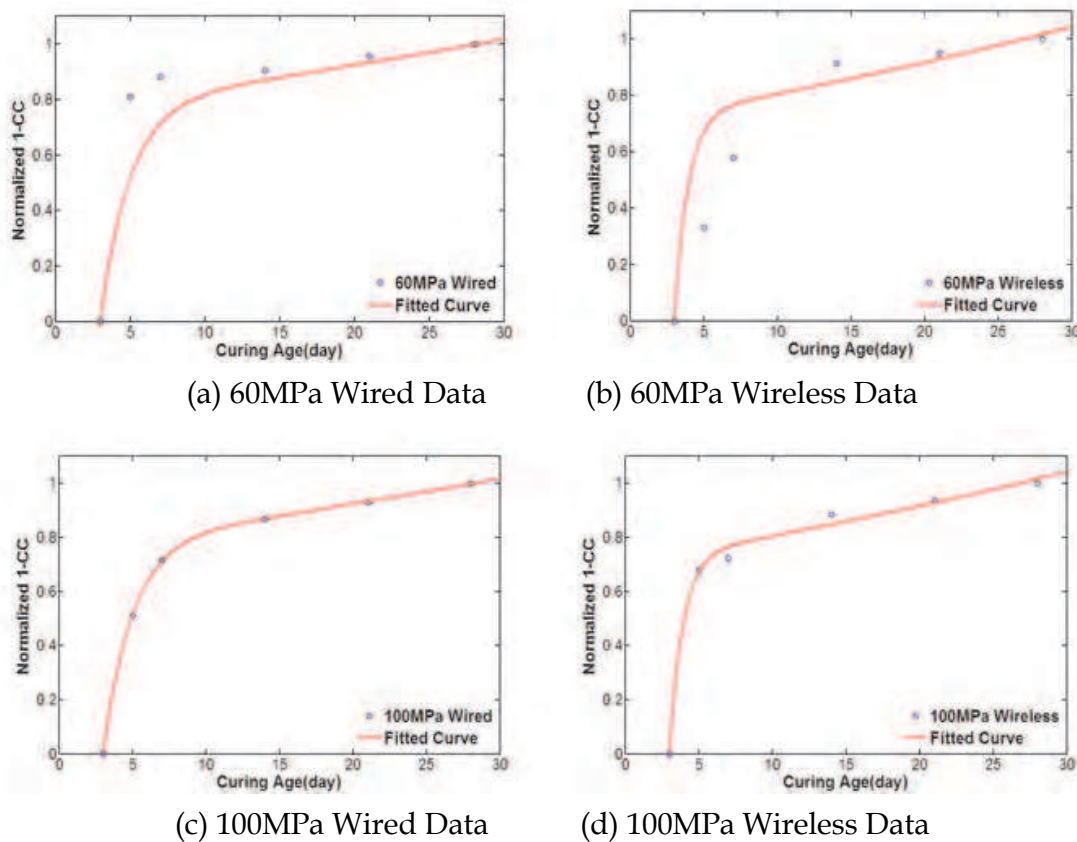 1
0.8
0.6
0.4
0.2
0
Normalized 1-CC
60MPa Wired
Fitted Curve
0 5 10 15 20 25 30
Curing Age(day)
(a) 60MPa Wired Data
1
0.8
0.6
0.4
0.2
0
Normalized 1-CC
60MPa Wireless
Fitted Curve
0 5 10 15 20 25 30
Curing Age(day)
(b) 60MPa Wireless Data
1
0.8
0.6
0.4
0.2
0
Normalized 1-CC
100MPa Wired
Fitted Curve
0 5 10 15 20 25 30
Curing Age(day)
(c) 100MPa Wired Data
1
0.8
0.6
0.4
0.2
0
Normalized 1-CC
100MPa Wireless
Fitted Curve
0 5 10 15 20 25 30
Curing Age(day)
(d) 100MPa Wireless Data